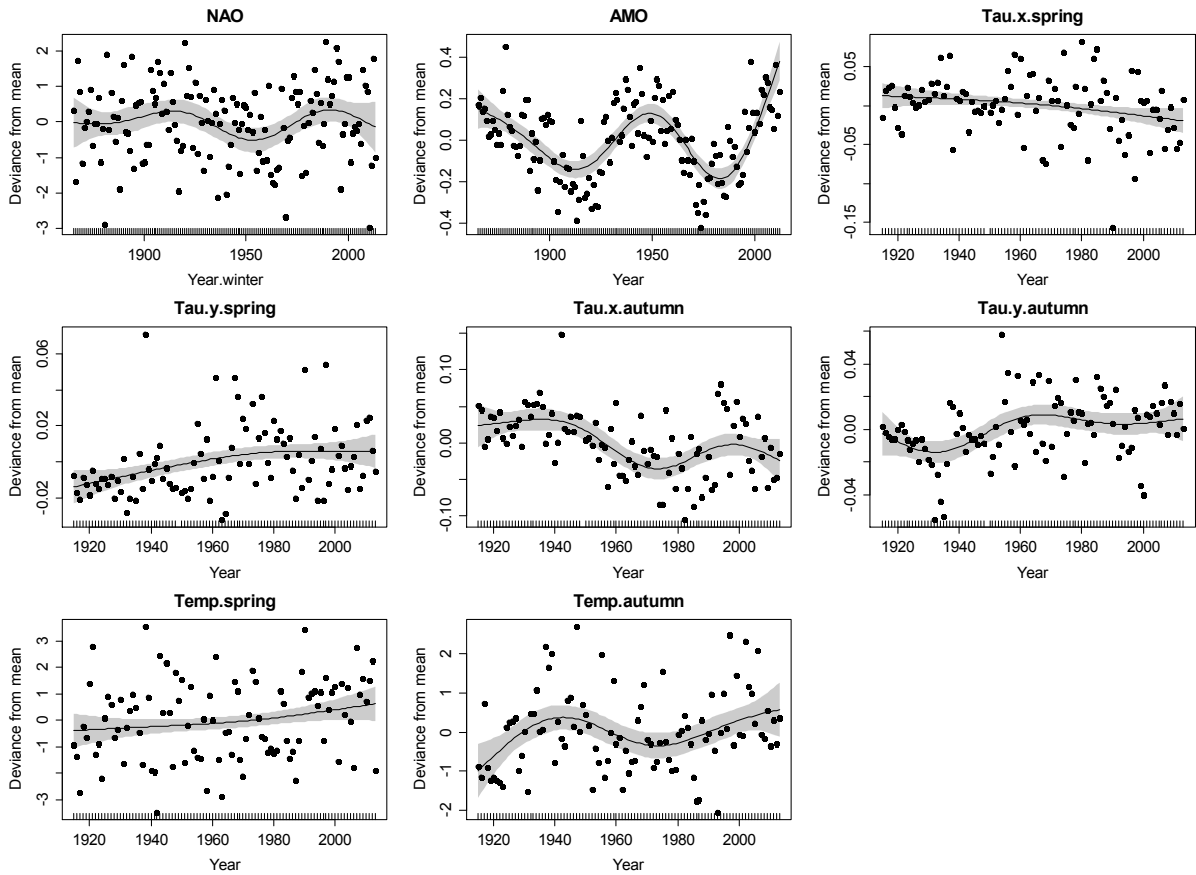 NAO
Deviance from mean
2
1
0
1
2
-3
1900 1950 2000
Year.winter
AMO
Deviance from mean
0.4
0.2
0.0
-0.2
-0.4
1900 1950 2000
Year
Tau.x.spring
Deviance from mean
0.05
-0.05
-0.15
1920 1940 1960 1980 2000
Year
Tau.y.spring
Deviance from mean
0.06
0.02
-0.02
1920 1940 1960 1980 2000
Year
Tau.x.autumn
Deviance from mean
0.10
0.00
-0.10
1920 1940 1960 1980 2000
Year
Tau.y.autumn
Deviance from mean
0.04
0.00
-0.04
1920 1940 1960 1980 2000
Year
Temp.spring
Deviance from mean
3
2
1
0
-1
-3
1920 1940 1960 1980 2000
Year
Temp.autumn
Deviance from mean
2
1
0
-1
-2
1920 1940 1960 1980 2000
Year